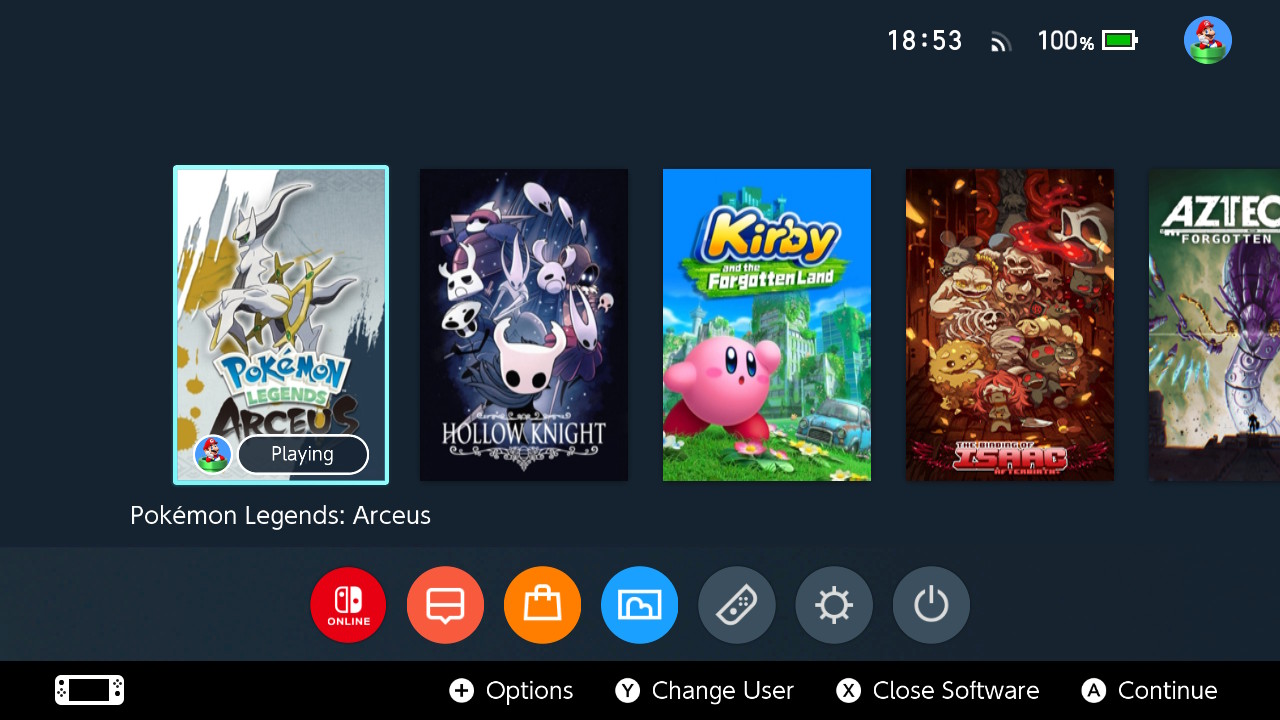 18:53
100%
Pokémon
LEGENDS
ARCEUS
Playing
HOLLOW KNIGHT
Kirby
and the
Forgotten Land
THE BINDING OF
ISAAC
AFTERBIRTH
AZTEC
FORGOTTEN
Pokémon Legends: Arceus
ONLINE
+ Options
Y Change User
X Close Software
A Continue